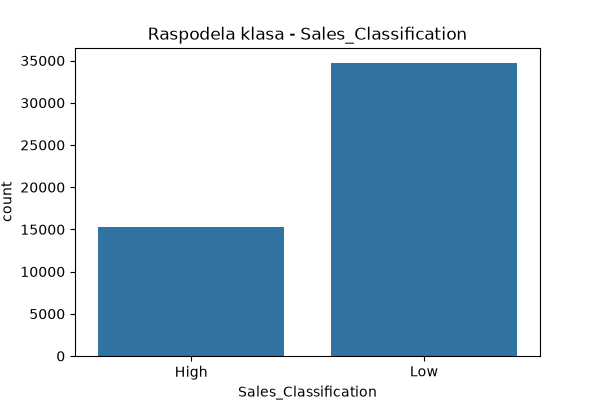 Raspodela klasa - Sales_Classification
count
35000
30000
25000
20000
15000
10000
5000
0
High Low
Sales_Classification